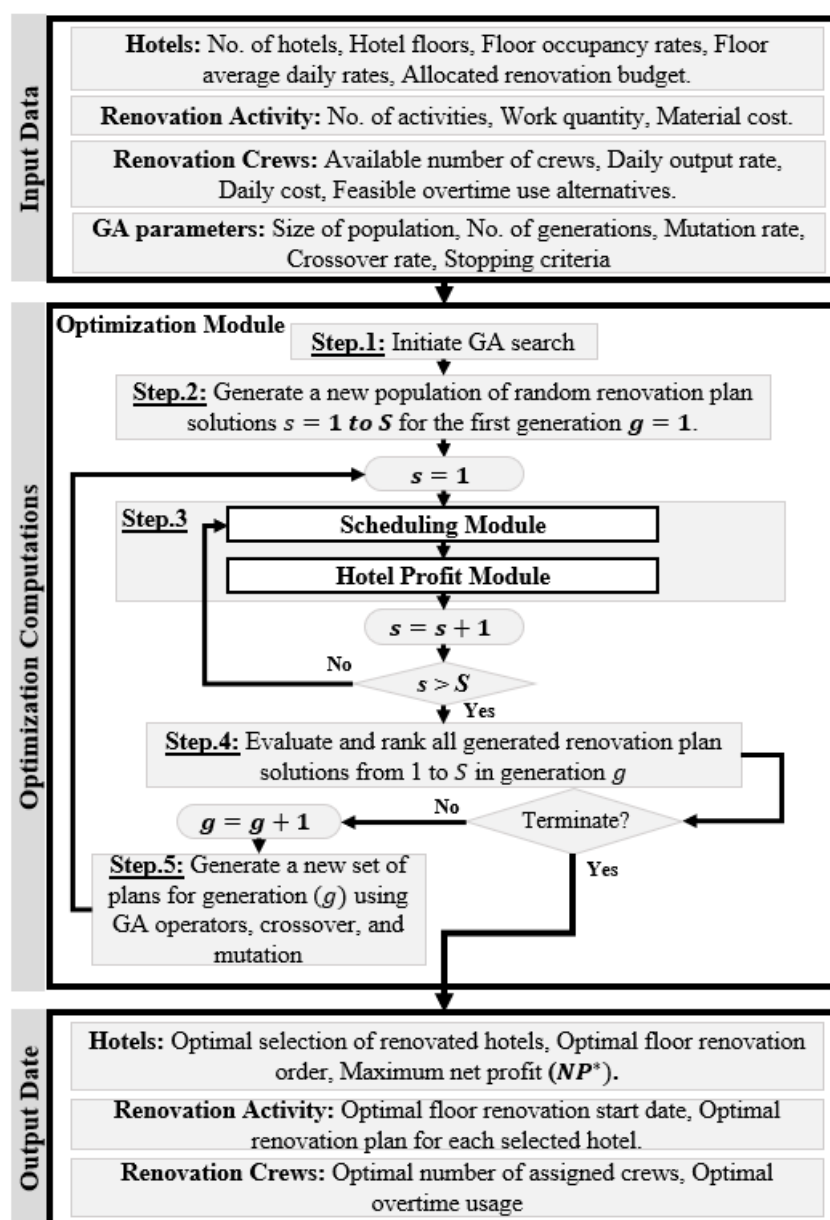 Input Data
Hotels: No. of hotels, Hotel floors, Floor occupancy rates, Floor
average daily rates, Allocated renovation budget.
Renovation Activity: No. of activities, Work quantity, Material cost.
Renovation Crews: Available number of crews, Daily output rate,
Daily cost, Feasible overtime use alternatives.
GA parameters: Size of population, No. of generations, Mutation rate,
Crossover rate, Stopping criteria
Optimization Computations
Optimization Module
Step.1: Initiate GA search
Step.2: Generate a new population of random renovation plan
solutions s = 1 to S for the first generation g = 1.
s = 1
Step.3
Scheduling Module
Hotel Profit Module
s = s + 1
No
s > S
Yes
Step.4: Evaluate and rank all generated renovation plan
solutions from 1 to S in generation g
No
g = g + 1
Terminate?
Yes
Step.5: Generate a new set of
plans for generation (g) using
GA operators, crossover, and
mutation
Output Date
Hotels: Optimal selection of renovated hotels, Optimal floor renovation
order, Maximum net profit (NP*).
Renovation Activity: Optimal floor renovation start date, Optimal
renovation plan for each selected hotel.
Renovation Crews: Optimal number of assigned crews, Optimal
overtime usage